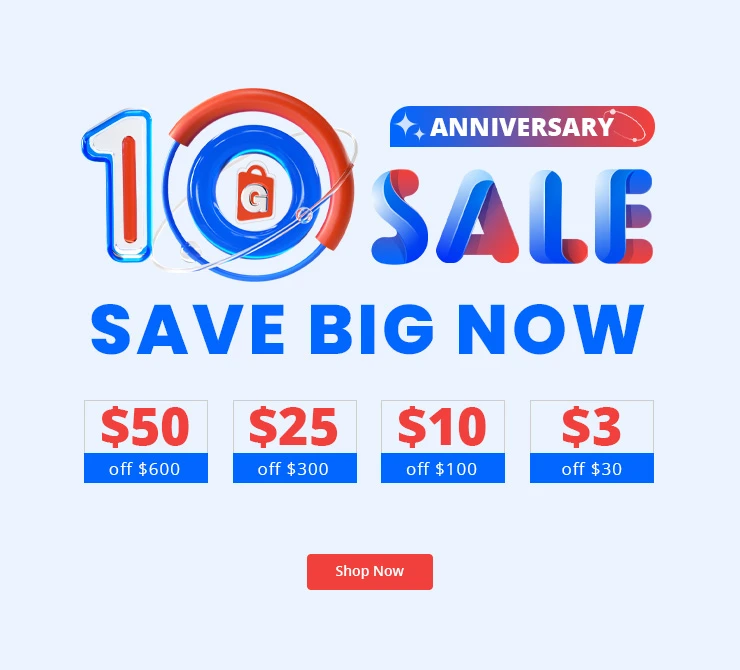 10
G
ANNIVERSARY
SALE
SAVE BIG NOW
$50
off $600
$25
off $300
$10
off $100
$3
off $30
Shop Now